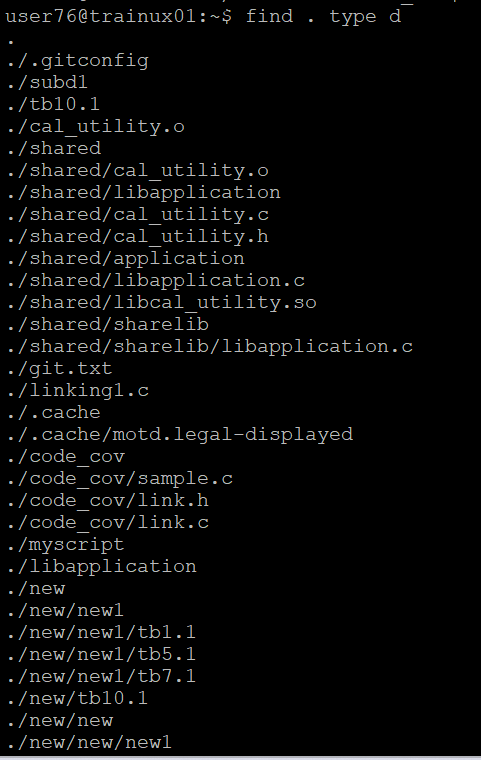 user76@trainux01:~$ find . type d
.
./.gitconfig
./subd1
./tb10.1
./cal_utility.o
./shared
./shared/cal_utility.o
./shared/libapplication
./shared/cal_utility.c
./shared/cal_utility.h
./shared/application
./shared/libapplication.c
./shared/libcal_utility.so
./shared/sharelib
./shared/sharelib/libapplication.c
./git.txt
./linking1.c
./.cache
./.cache/motd.legal-displayed
./code_cov
./code_cov/sample.c
./code_cov/link.h
./code_cov/link.c
./myscript
./libapplication
./new
./new/new1
./new/new1/tb1.1
./new/new1/tb5.1
./new/new1/tb7.1
./new/tb10.1
./new/new
./new/new/new1